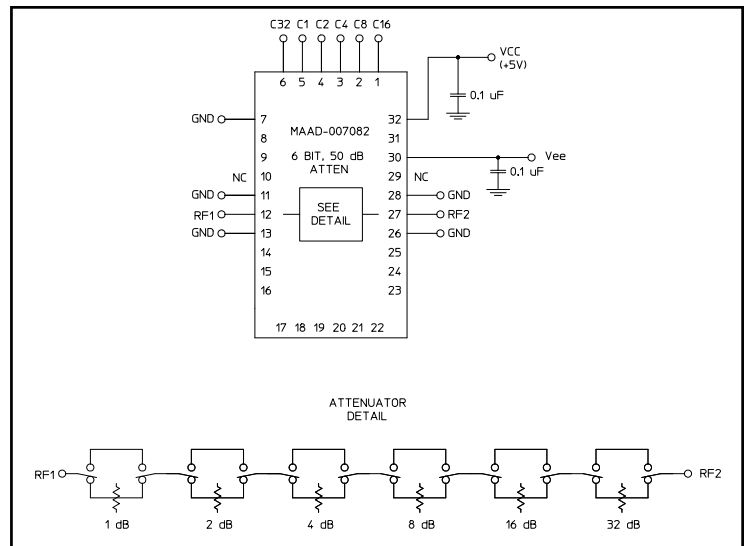 C32 C1 C2 C4 C8 C16
6 5 4 3 2 1
VCC
(+5V)
0.1 uF
GND 7
8
9
NC 10
GND 11
RF1 12
GND 13
14
15
16
MAAD-007082
6 BIT, 50 dB
ATTEN
SEE
DETAIL
32
31
30 Vee
0.1 uF
29 NC
28 GND
27 RF2
26 GND
25
24
23
17 18 19 20 21 22
ATTENUATOR
DETAIL
RF1 RF2
1 dB 2 dB 4 dB 8 dB 16 dB 32 dB